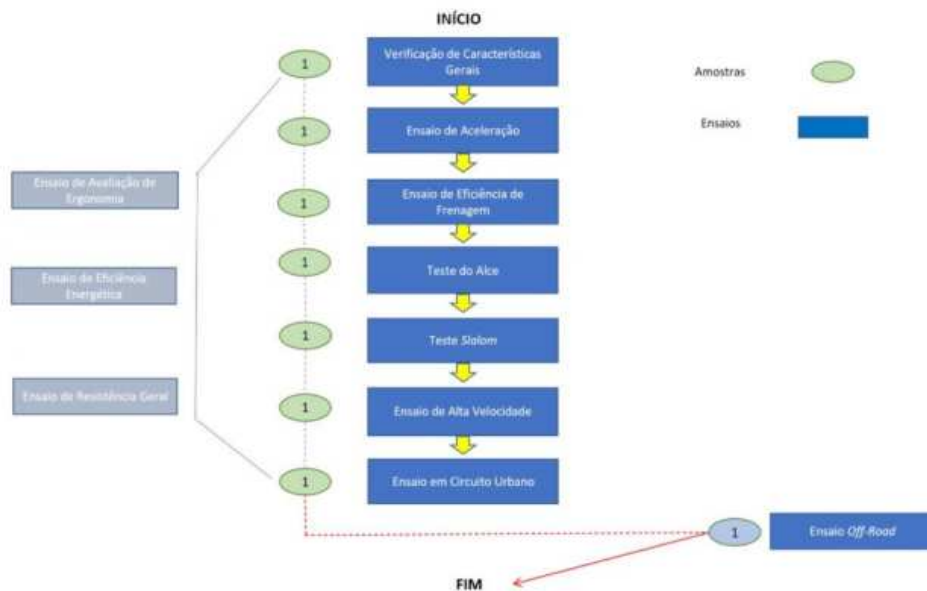 INÍCIO
1
Verificação de Características
Gerais
Amostras
1
Ensaio de Aceleração
Ensaios
Ensaio de Avaliação de
Ergonomia
1
Ensaio de Eficiência de
Frenagem
1
Teste do Alce
Ensaio de Eficiência
Energética
1
Teste Slalom
Ensaio de Resistência Geral
1
Ensaio de Alta Velocidade
1
Ensaio em Circuito Urbano
1
Ensaio Off-Road
FIM